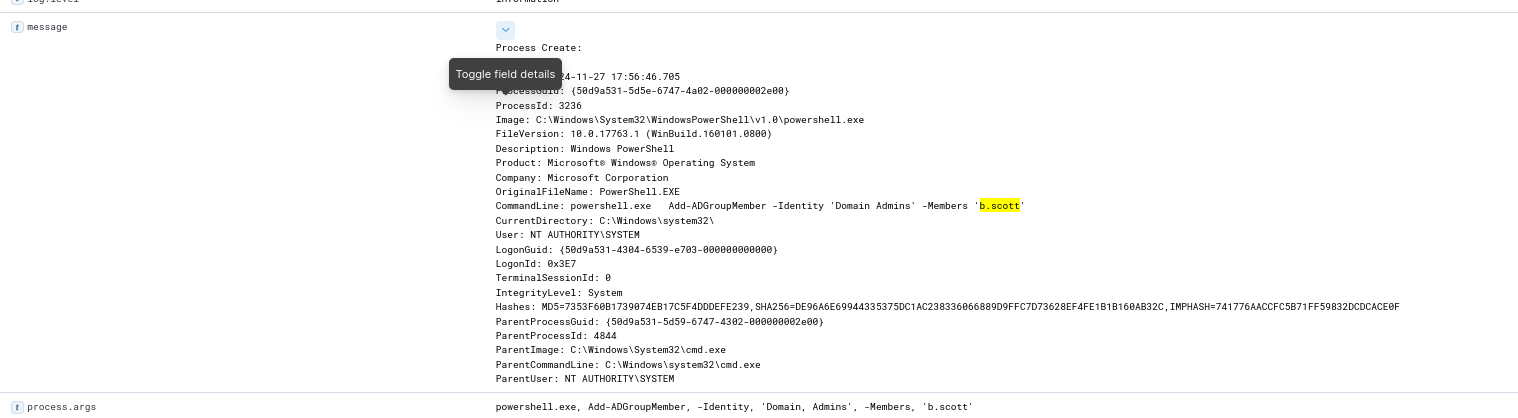 message
Process Create:
Toggle field details
24-11-27 17:56:46.705
ProcessGuid: {50d9a531-5d5e-6747-4a02-000000002e00}
ProcessId: 3236
Image: C:\Windows\System32\WindowsPowerShell\v1.0\powershell.exe
FileVersion: 10.0.17763.1 (WinBuild.160101.0800)
Description: Windows PowerShell
Product: Microsoft® Windows® Operating System
Company: Microsoft Corporation
OriginalFileName: PowerShell.EXE
CommandLine: powershell.exe   Add-ADGroupMember -Identity 'Domain Admins' -Members 'b.scott'
CurrentDirectory: C:\Windows\system32\
User: NT AUTHORITY\SYSTEM
LogonGuid: {50d9a531-4304-6539-e703-000000000000}
LogonId: 0x3E7
TerminalSessionId: 0
IntegrityLevel: System
Hashes: MD5=7353F60B1739074EB17C5F4DDDEFE239,SHA256=DE96A6E69944335375DC1AC238336066889D9FFC7D73628EF4FE1B1B160AB32C,IMPHASH=741776AACCFC5B71FF59832DCDCACE0F
ParentProcessGuid: {50d9a531-5d59-6747-4302-000000002e00}
ParentProcessId: 4844
ParentImage: C:\Windows\System32\cmd.exe
ParentCommandLine: C:\Windows\system32\cmd.exe
ParentUser: NT AUTHORITY\SYSTEM
process.args powershell.exe, Add-ADGroupMember, -Identity, 'Domain, Admins', -Members, 'b.scott'